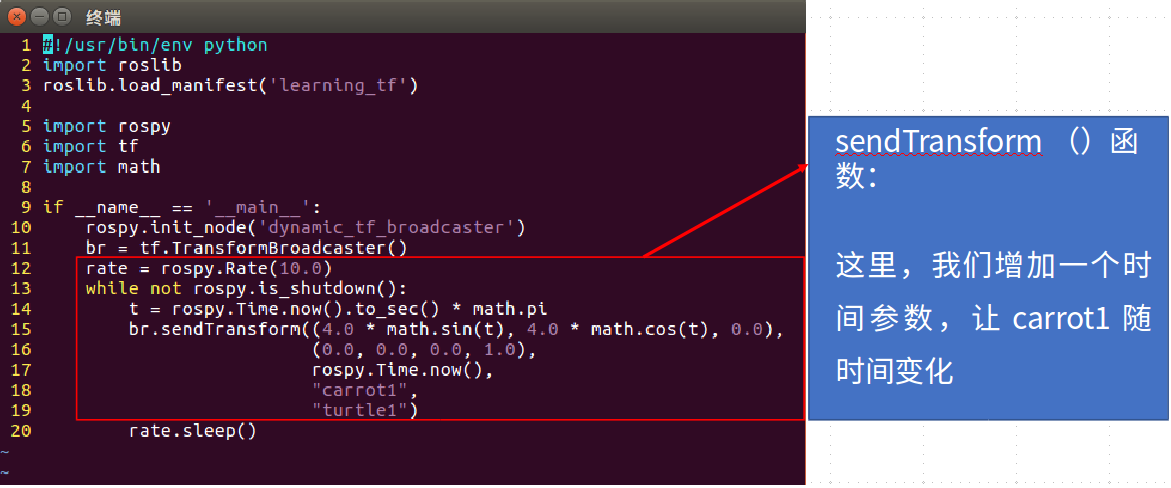 终端
1 #!/usr/bin/env python
2 import roslib
3 roslib.load_manifest('learning_tf')
4
5 import rospy
6 import tf
7 import math
8
9 if __name__ == '__main__':
10     rospy.init_node('dynamic_tf_broadcaster')
11     br = tf.TransformBroadcaster()
12     rate = rospy.Rate(10.0)
13     while not rospy.is_shutdown():
14         t = rospy.Time.now().to_sec() * math.pi
15         br.sendTransform((4.0 * math.sin(t), 4.0 * math.cos(t), 0.0),
16                          (0.0, 0.0, 0.0, 1.0),
17                          rospy.Time.now(),
18                          "carrot1",
19                          "turtle1")
20         rate.sleep()
~
~
sendTransform （）函
数：
这里，我们增加一个时
间参数，让 carrot1 随
时间变化